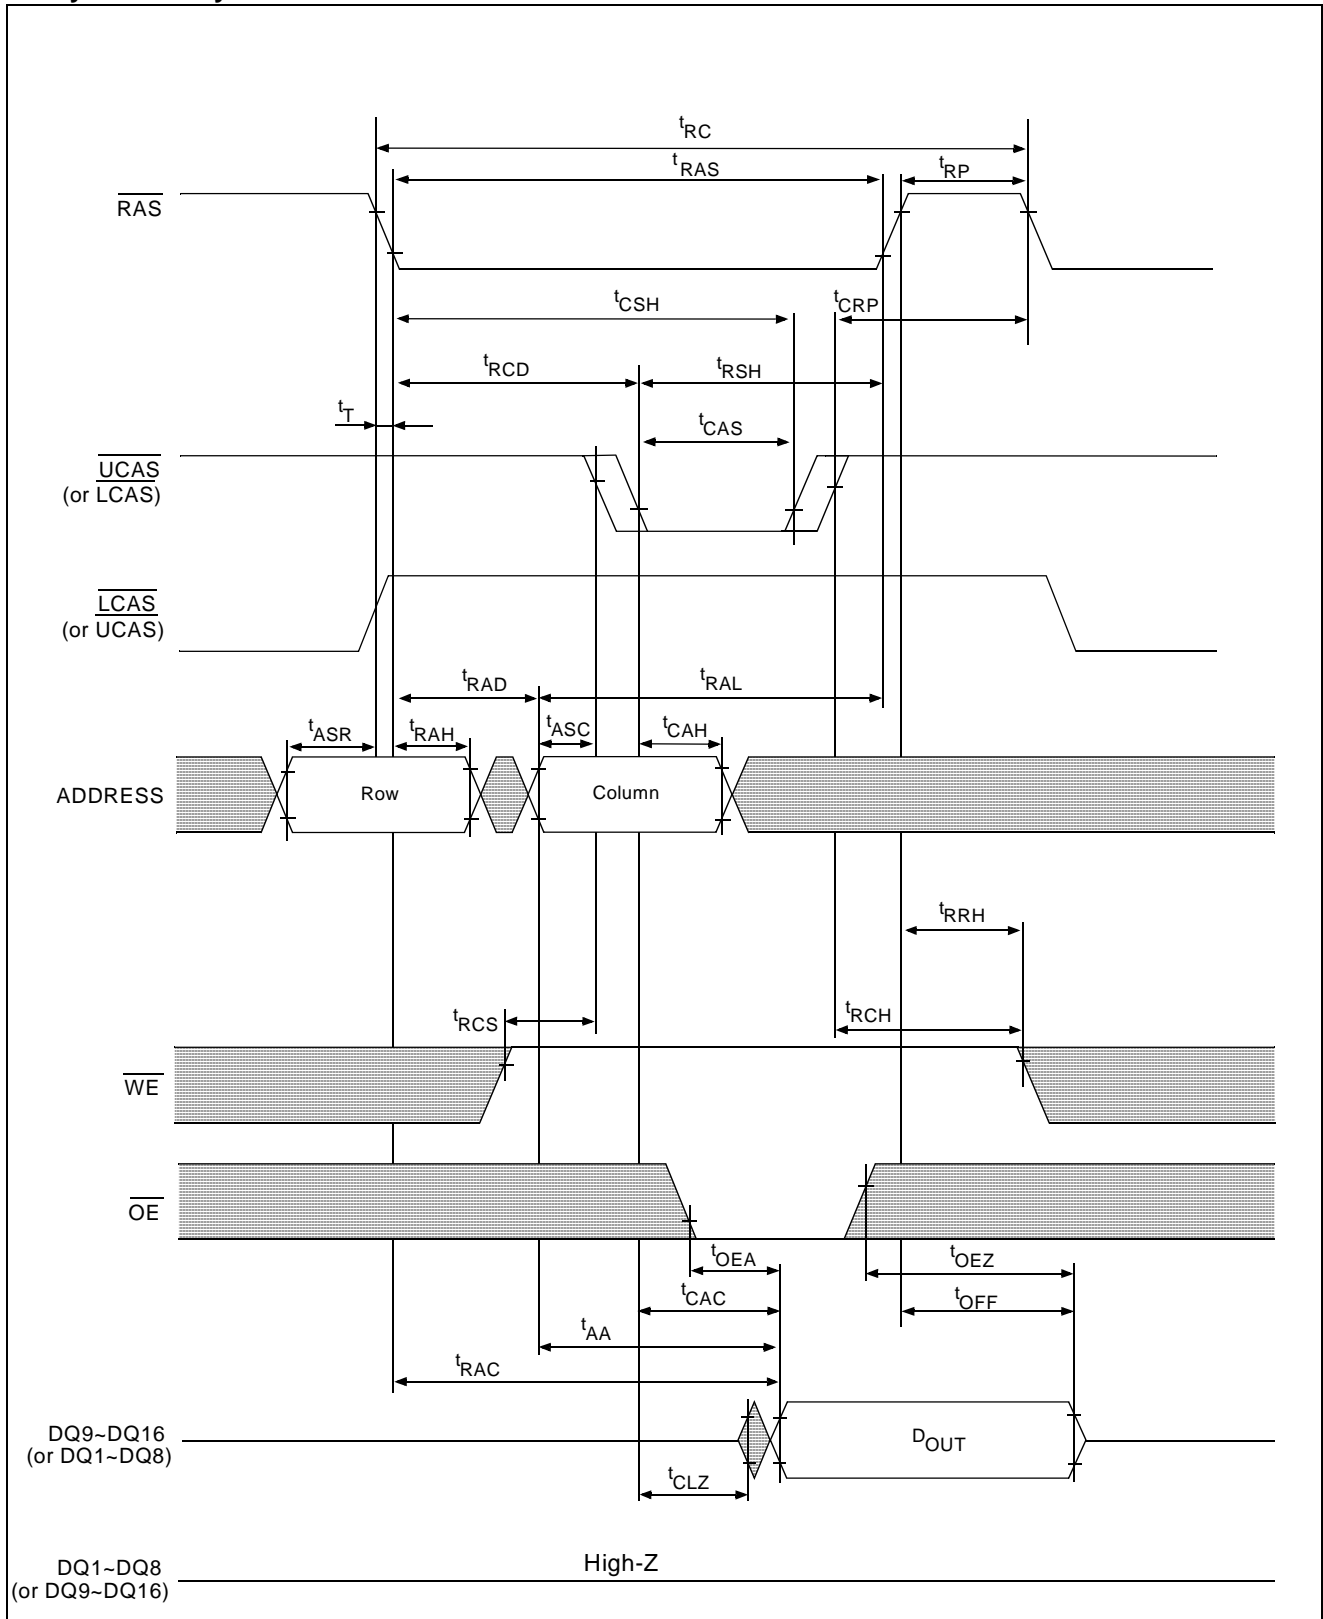 tRC
tRAS
tRP
RAS
tCSH
tCRP
tRCD
tRSH
tT
tCAS
UCAS
(or LCAS)
LCAS
(or UCAS)
tRAD
tRAL
tASR
tRAH
tASC
tCAH
ADDRESS
Row
Column
tRRH
tRCS
tRCH
WE
OE
tOEA
tOEZ
tCAC
tOFF
tAA
tRAC
DQ9~DQ16
(or DQ1~DQ8)
DOUT
tCLZ
DQ1~DQ8
(or DQ9~DQ16)
High-Z